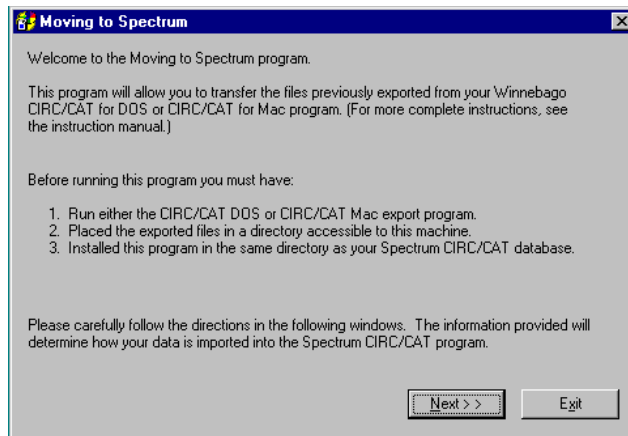 Moving to Spectrum
Welcome to the Moving to Spectrum program.
This program will allow you to transfer the files previously exported from your Winnebago
CIRC/CAT for DOS or CIRC/CAT for Mac program. (For more complete instructions, see
the instruction manual.)
Before running this program you must have:
1. Run either the CIRC/CAT DOS or CIRC/CAT Mac export program.
2. Placed the exported files in a directory accessible to this machine.
3. Installed this program in the same directory as your Spectrum CIRC/CAT database.
Please carefully follow the directions in the following windows. The information provided will
determine how your data is imported into the Spectrum CIRC/CAT program.
Next > > Exit